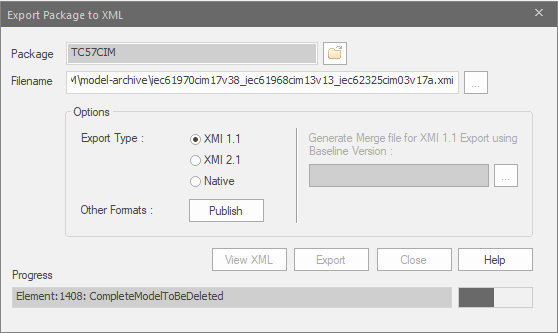 Export Package to XML
Package TC57CIM
Filename M\model-archive\iec61970cim17v38_iec61968cim13v13_iec62325cim03v17a.xmi ...
Options
Export Type : XMI 1.1
XMI 2.1
Native
Generate Merge file for XMI 1.1 Export using
Baseline Version :
...
Other Formats : Publish
View XML Export Close Help
Progress
Element:1408: CompleteModelToBeDeleted